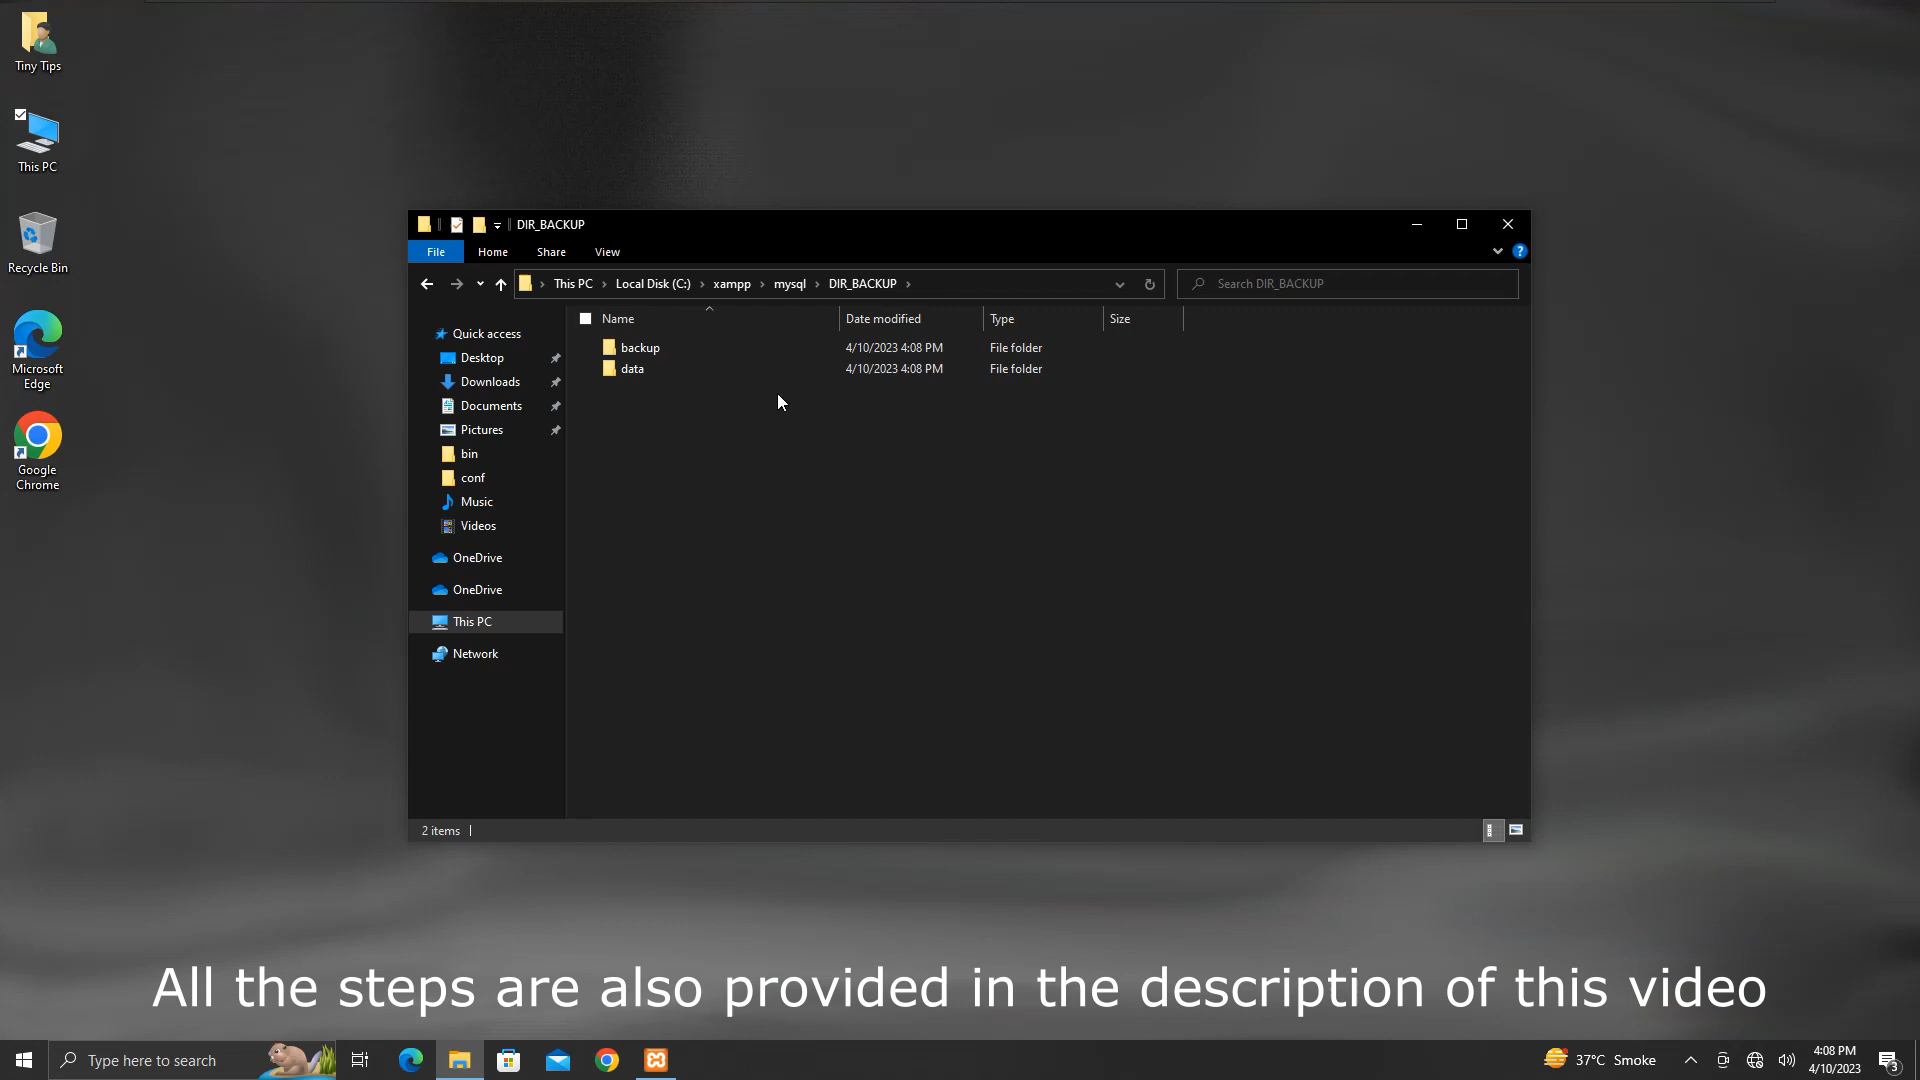 Tiny Tips
This PC
Recycle Bin
Microsoft
Edge
Google
Chrome
DIR_BACKUP
File
Home
Share
View
This PC
Local Disk (C:)
xampp
mysql
DIR_BACKUP
Search DIR_BACKUP
Name
Date modified
Type
Size
backup
4/10/2023 4:08 PM
File folder
data
4/10/2023 4:08 PM
File folder
Quick access
Desktop
Downloads
Documents
Pictures
bin
conf
Music
Videos
OneDrive
OneDrive
This PC
Network
2 items
All the steps are also provided in the description of this video
Type here to search
37°C Smoke
4:08 PM
4/10/2023
3